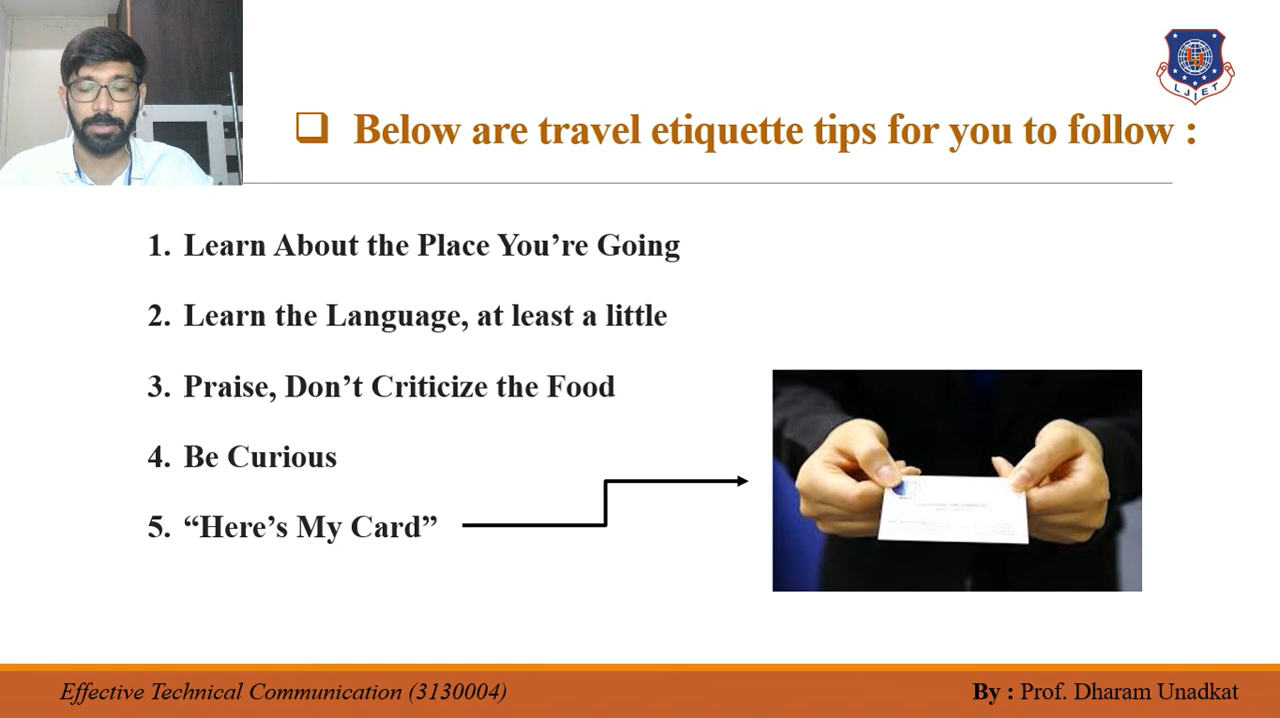 LJIET
❑ Below are travel etiquette tips for you to follow :
1. Learn About the Place You’re Going
2. Learn the Language, at least a little
3. Praise, Don’t Criticize the Food
4. Be Curious
5. “Here’s My Card”
Effective Technical Communication (3130004)
By : Prof. Dharam Unadkat